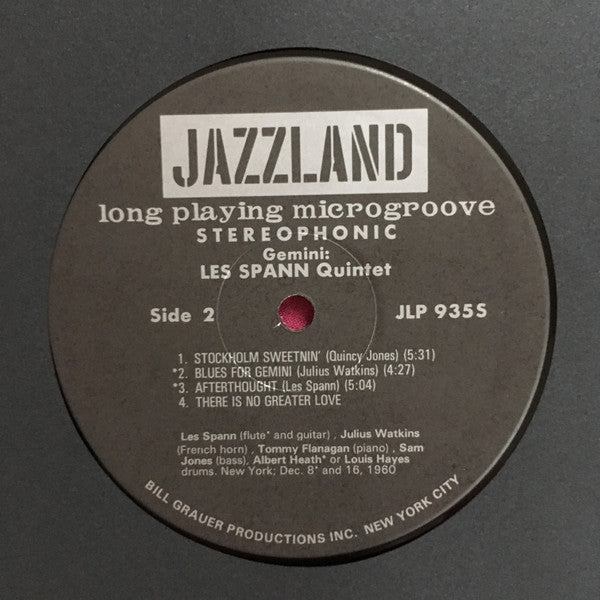 JAZZLAND
long playing microgroove
STEREOPHONIC
Gemini:
LES SPANN Quintet
Side 2
JLP 935S
1. STOCKHOLM SWEETNIN' (Quincy Jones) (5:31)
*2. BLUES FOR GEMINI (Julius Watkins) (4:27)
*3. AFTERTHOUGHT (Les Spann) (5:04)
4. THERE IS NO GREATER LOVE
Les Spann (flute* and guitar) , Julius Watkins
(French horn) , Tommy Flanagan (piano) , Sam
Jones (bass), Albert Heath* or Louis Hayes
drums. New York; Dec. 8* and 16, 1960
BILL GRAUER PRODUCTIONS INC. NEW YORK CITY